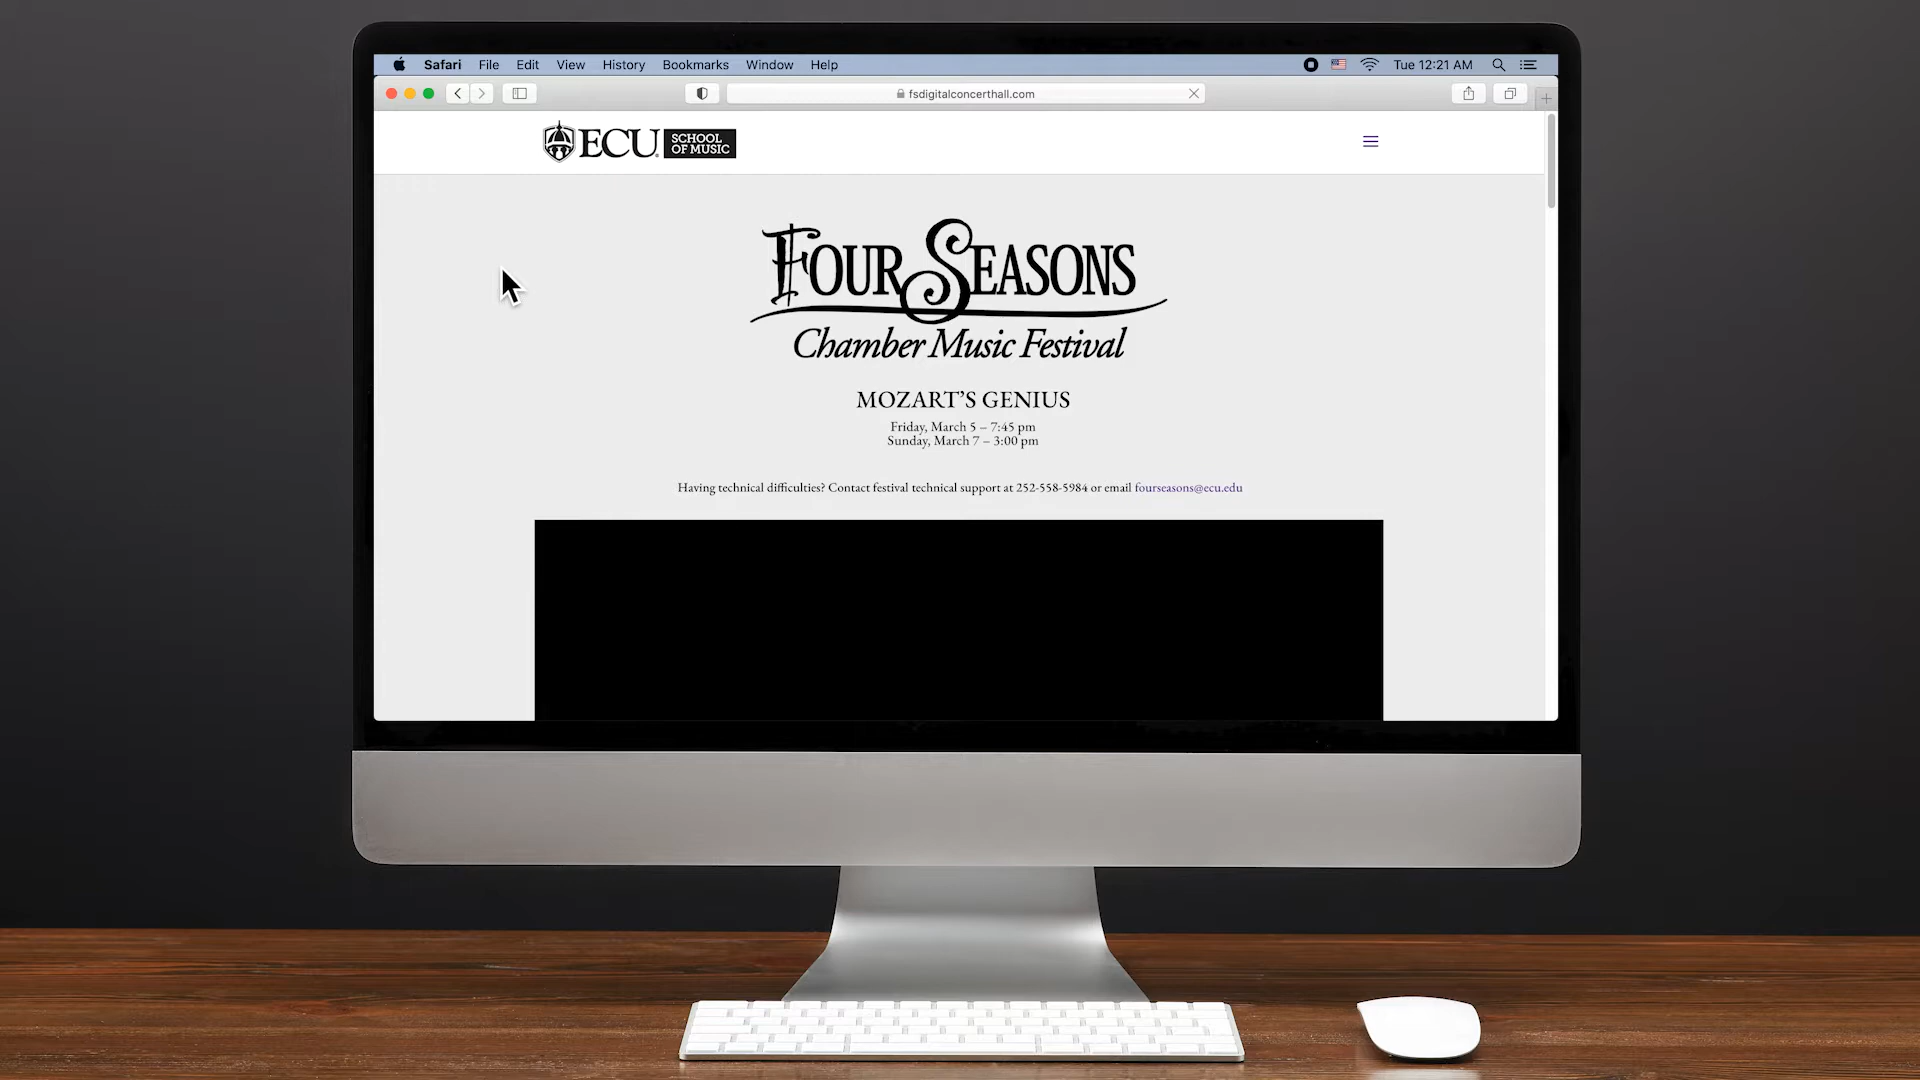 Safari File Edit View History Bookmarks Window Help Tue 12:21 AM
fsdigitalconcerthall.com
ECU SCHOOL OF MUSIC
FOUR SEASONS
Chamber Music Festival
MOZART’S GENIUS
Friday, March 5 – 7:45 pm
Sunday, March 7 – 3:00 pm
Having technical difficulties? Contact festival technical support at 252-558-5984 or email fourseasons@ecu.edu